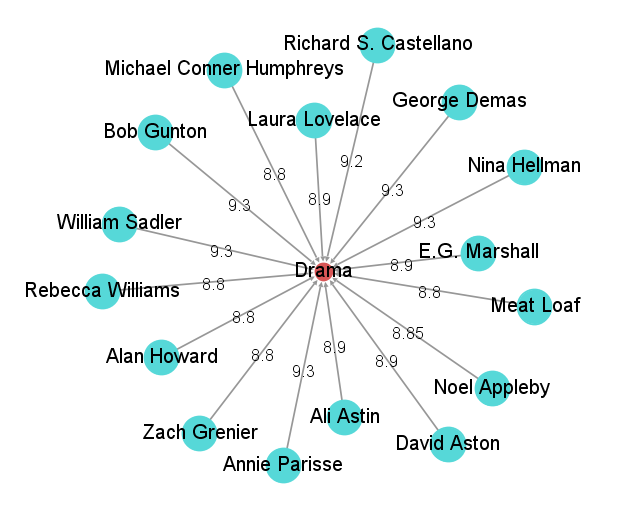 Richard S. Castellano
Michael Conner Humphreys
George Demas
Laura Lovelace
Bob Gunton
9.2
Nina Hellman
8.8
9.3
8.9
9.3
William Sadler
9.3
9.3
E.G. Marshall
8.9
Drama
Rebecca Williams
8.8
8.8
Meat Loaf
8.8
8.85
Alan Howard
8.8
8.9
8.9
9.3
Noel Appleby
Ali Astin
Zach Grenier
David Aston
Annie Parisse